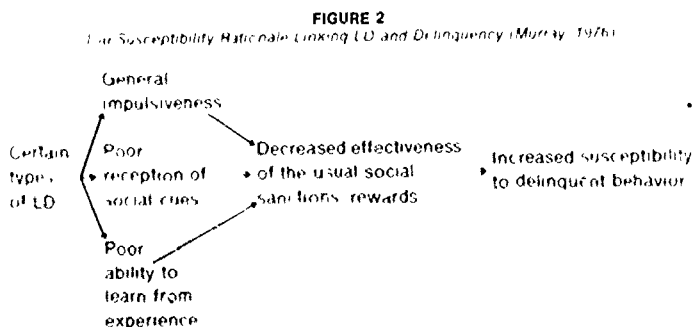 FIGURE 2
Susceptibility Rationale Linking LD and Delinquency (Murray, 1976)
General
impulsiveness
Certain
types
of LD
Poor
reception of
social cues
Poor
ability to
learn from
experience
Decreased effectiveness
of the usual social
sanctions, rewards
Increased susceptibility
to delinquent behavior